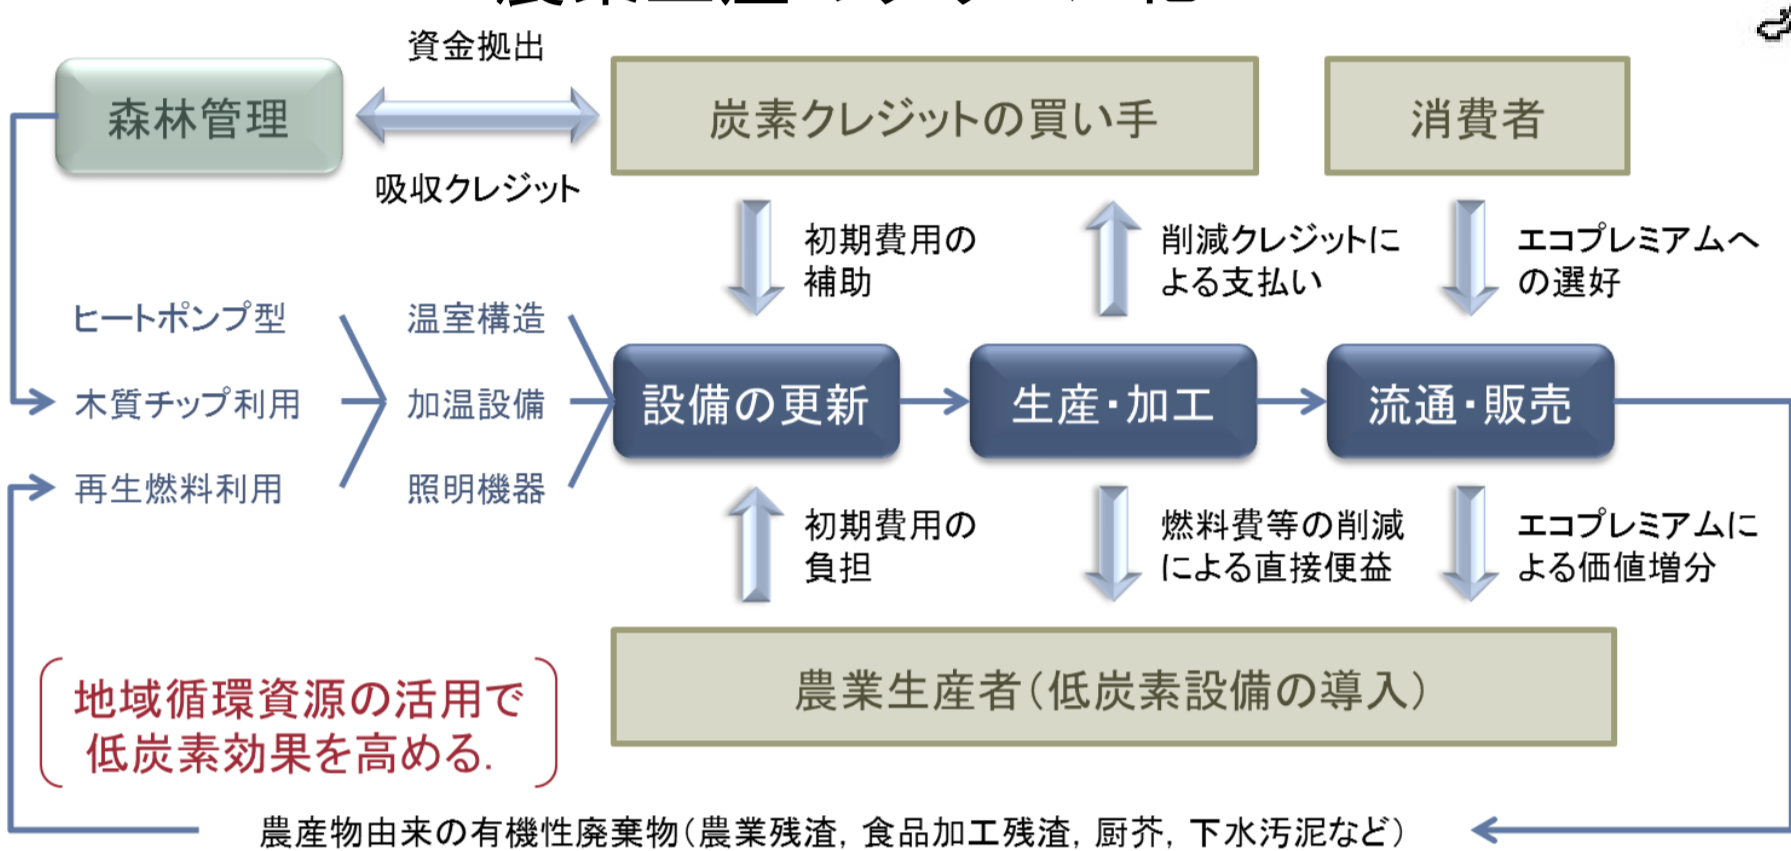 資金拠出
森林管理
炭素クレジットの買い手
消費者
吸収クレジット
初期費用の
補助
削減クレジットに
よる支払い
エコプレミアムへ
の選好
ヒートポンプ型
温室構造
木質チップ利用
加温設備
設備の更新
生産・加工
流通・販売
再生燃料利用
照明機器
初期費用の
負担
燃料費等の削減
による直接便益
エコプレミアムに
よる価値増分
地域循環資源の活用で
低炭素効果を高める.
農業生産者(低炭素設備の導入)
農産物由来の有機性廃棄物(農業残渣, 食品加工残渣, 厨芥, 下水汚泥など)